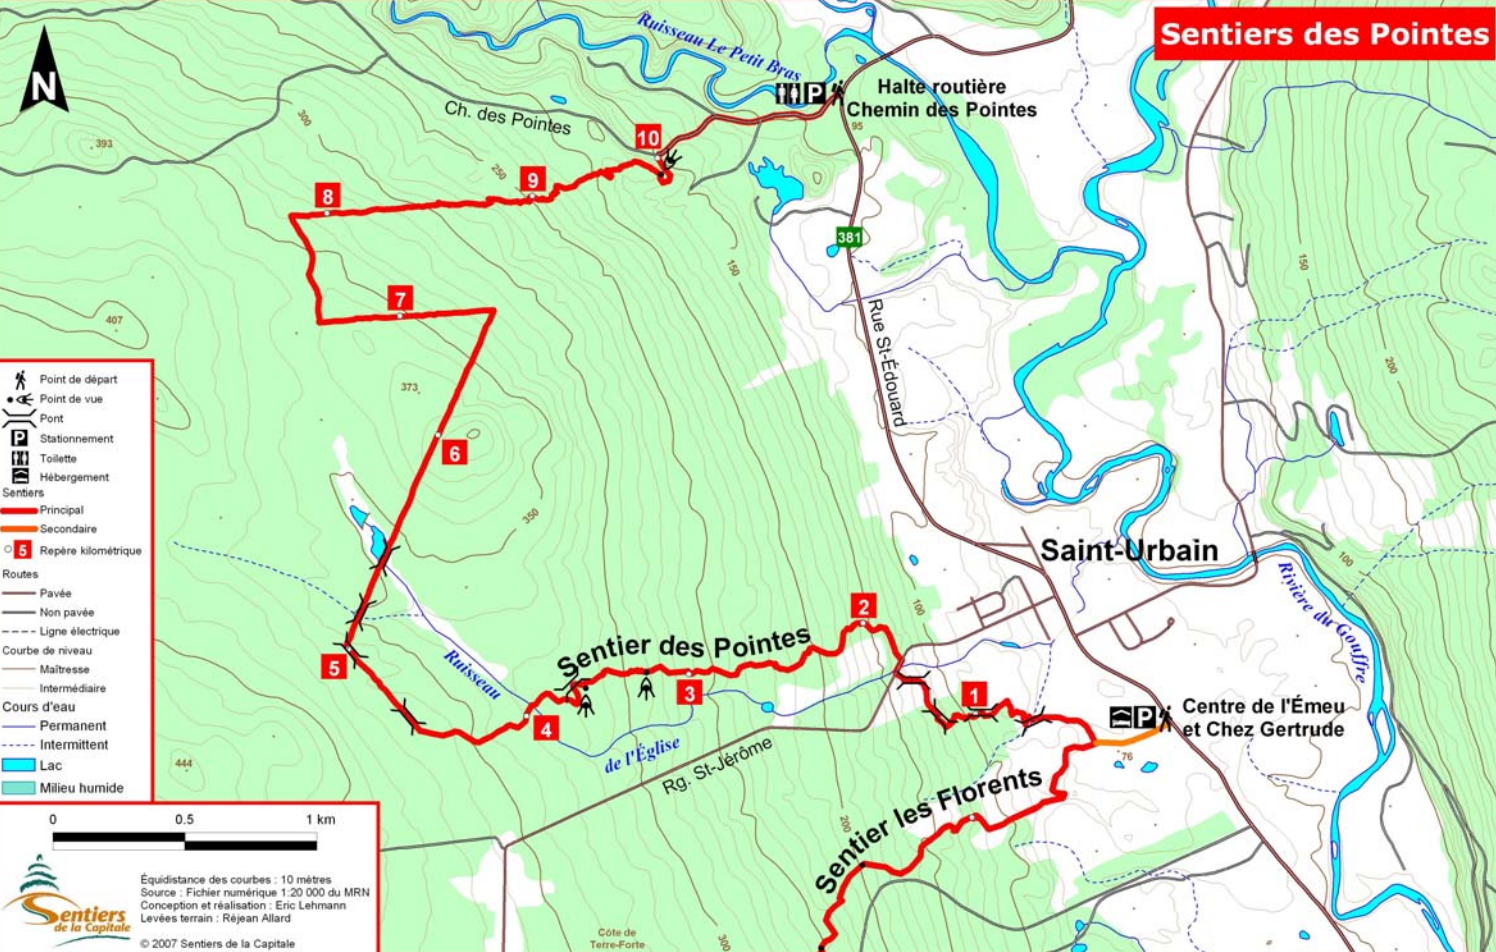 Sentiers des Pointes
N
Ruisseau Le Petit Bras
Halte routière
Chemin des Pointes
P
Ch. des Pointes
95
393
300
250
10
9
8
381
150
150
7
407
Rue St-Édouard
200
373
6
350
Saint-Urbain
100
100
Rivière du Gouffre
2
Sentier des Pointes
5
Ruisseau
3
1
4
P
Centre de l'Émeu
et Chez Gertrude
de l'Église
Rg. St-Jérôme
76
444
Sentier les Florents
200
300
Côte de
Terre-Forte
Point de départ
Point de vue
Pont
P Stationnement
Toilette
Hébergement
Sentiers
Principal
Secondaire
5 Repère kilométrique
Routes
Pavée
Non pavée
Ligne électrique
Courbe de niveau
Maîtresse
Intermédiaire
Cours d'eau
Permanent
Intermittent
Lac
Milieu humide
0 0.5 1 km
Équidistance des courbes : 10 mètres
Source : Fichier numérique 1:20 000 du MRN
Conception et réalisation : Eric Lehmann
Levées terrain : Réjean Allard
© 2007 Sentiers de la Capitale
Sentiers
de la Capitale